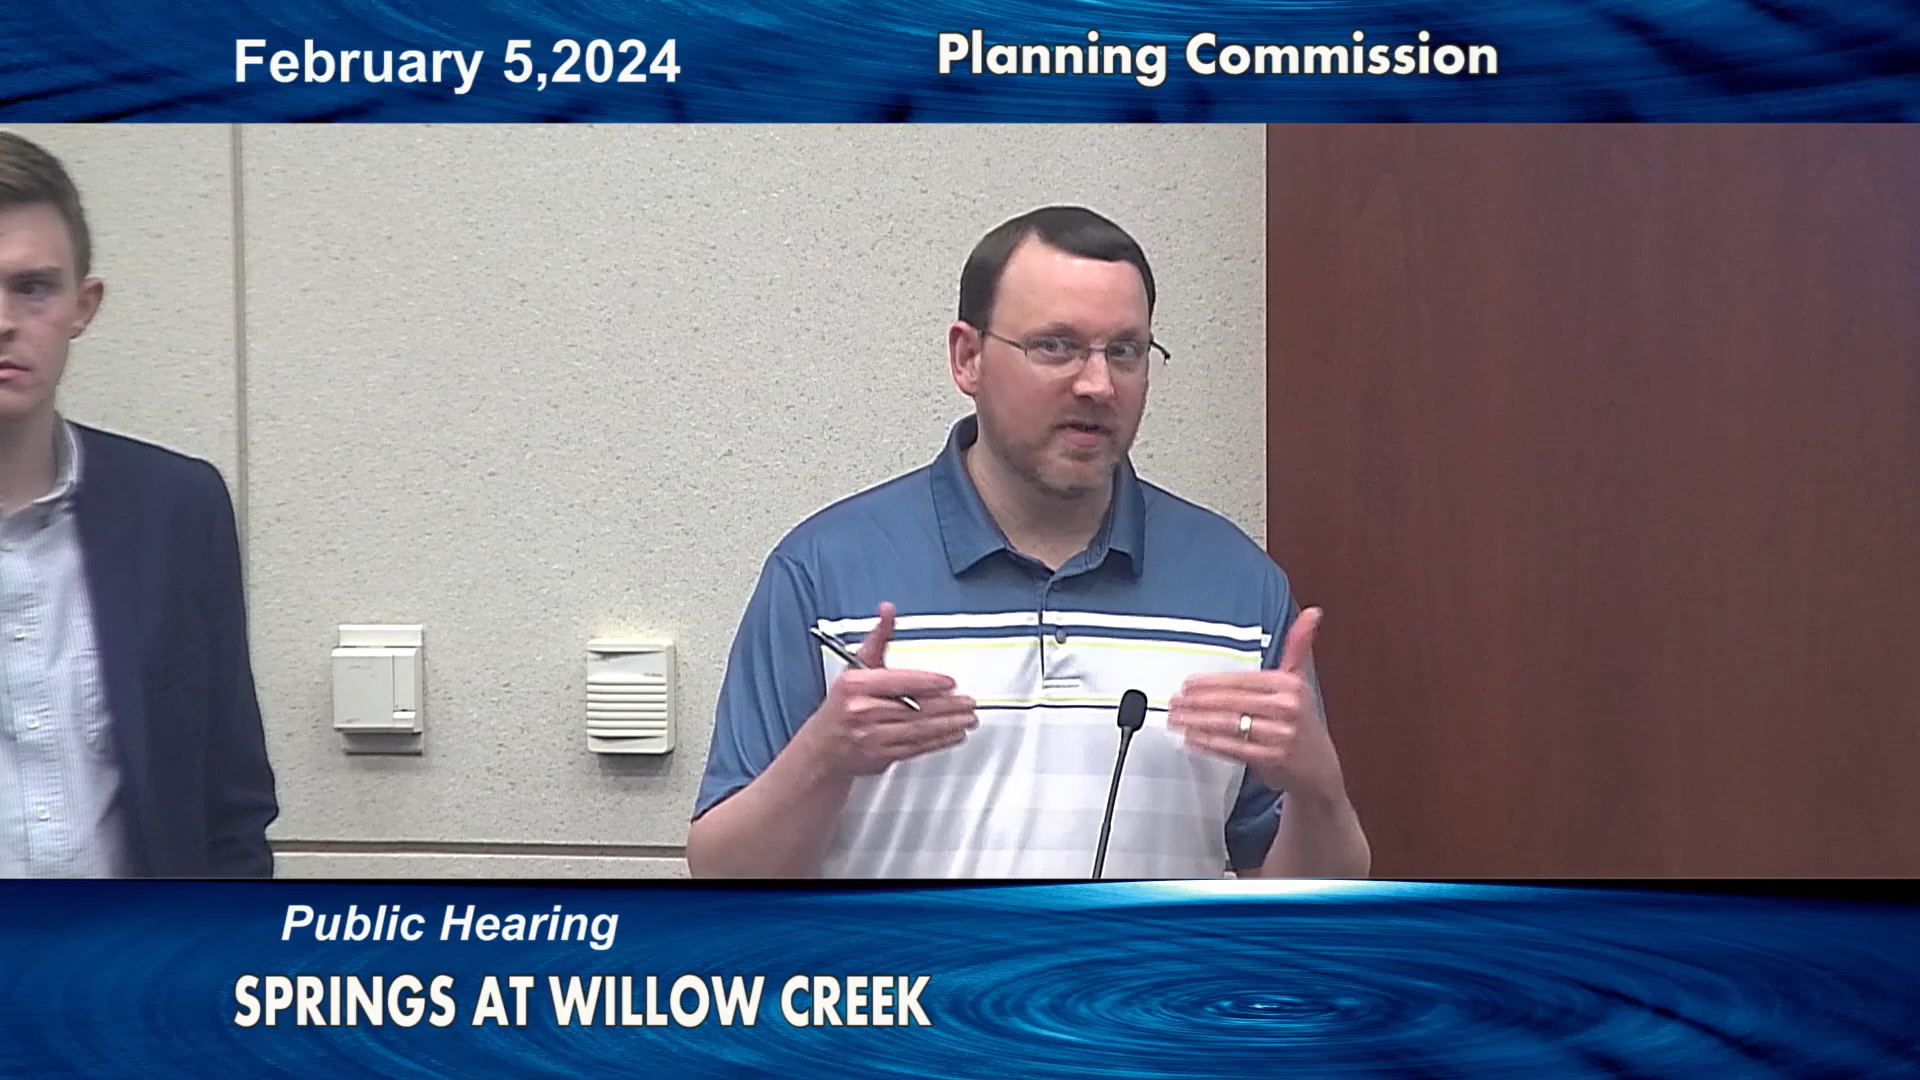 February 5,2024
Planning Commission
Public Hearing
SPRINGS AT WILLOW CREEK